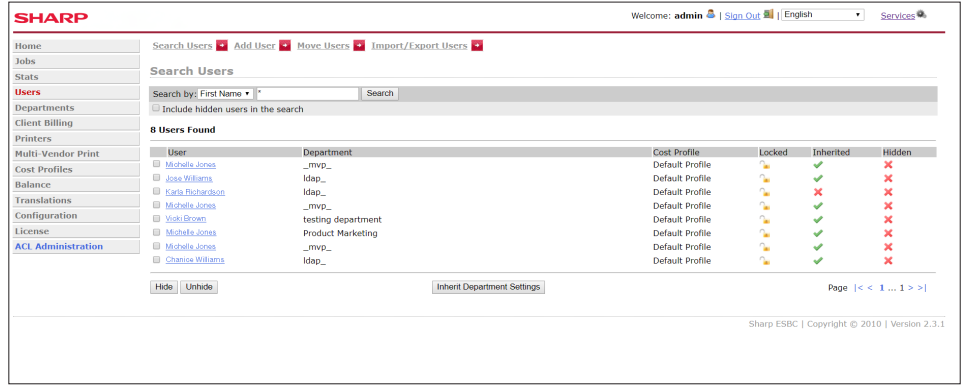 SHARP
Welcome: admin | Sign Out | English Services
Home
Jobs
Stats
Users
Departments
Client Billing
Printers
Multi-Vendor Print
Cost Profiles
Balance
Translations
Configuration
License
ACL Administration
Search Users Add User Move Users Import/Export Users
Search Users
Search by: First Name * Search
Include hidden users in the search
8 Users Found
User Department Cost Profile Locked Inherited Hidden
Michelle Jones _mvp_ Default Profile
Jose Williams ldap_ Default Profile
Karla Richardson ldap_ Default Profile
Michelle Jones _mvp_ Default Profile
Vicki Brown testing department Default Profile
Michelle Jones Product Marketing Default Profile
Michelle Jones _mvp_ Default Profile
Chanice Williams ldap_ Default Profile
Hide Unhide Inherit Department Settings Page |< < 1 ... 1 > >|
Sharp ESBC | Copyright © 2010 | Version 2.3.1